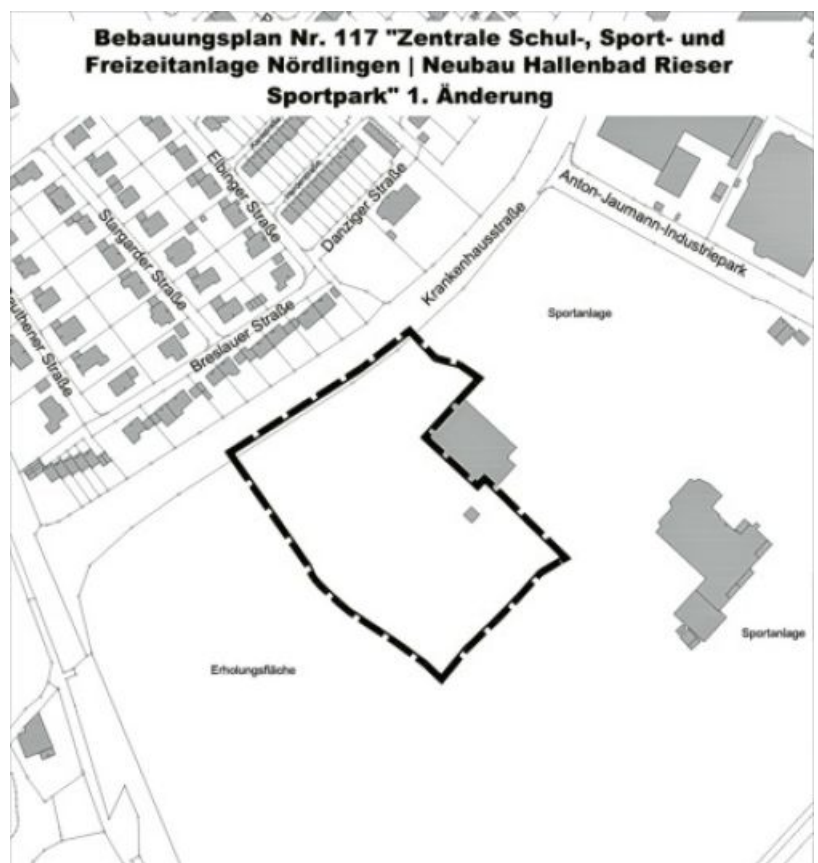 Bebauungsplan Nr. 117 "Zentrale Schul-, Sport- und
Freizeitanlage Nördlingen | Neubau Hallenbad Rieser
Sportpark" 1. Änderung
Elbinger Straße
Danziger Straße
Stargarder Straße
Krankenhausstraße
Anton-Jaumann-Industriepark
Breslauer Straße
Straße
Sportanlage
Sportanlage
Erholungsfläche